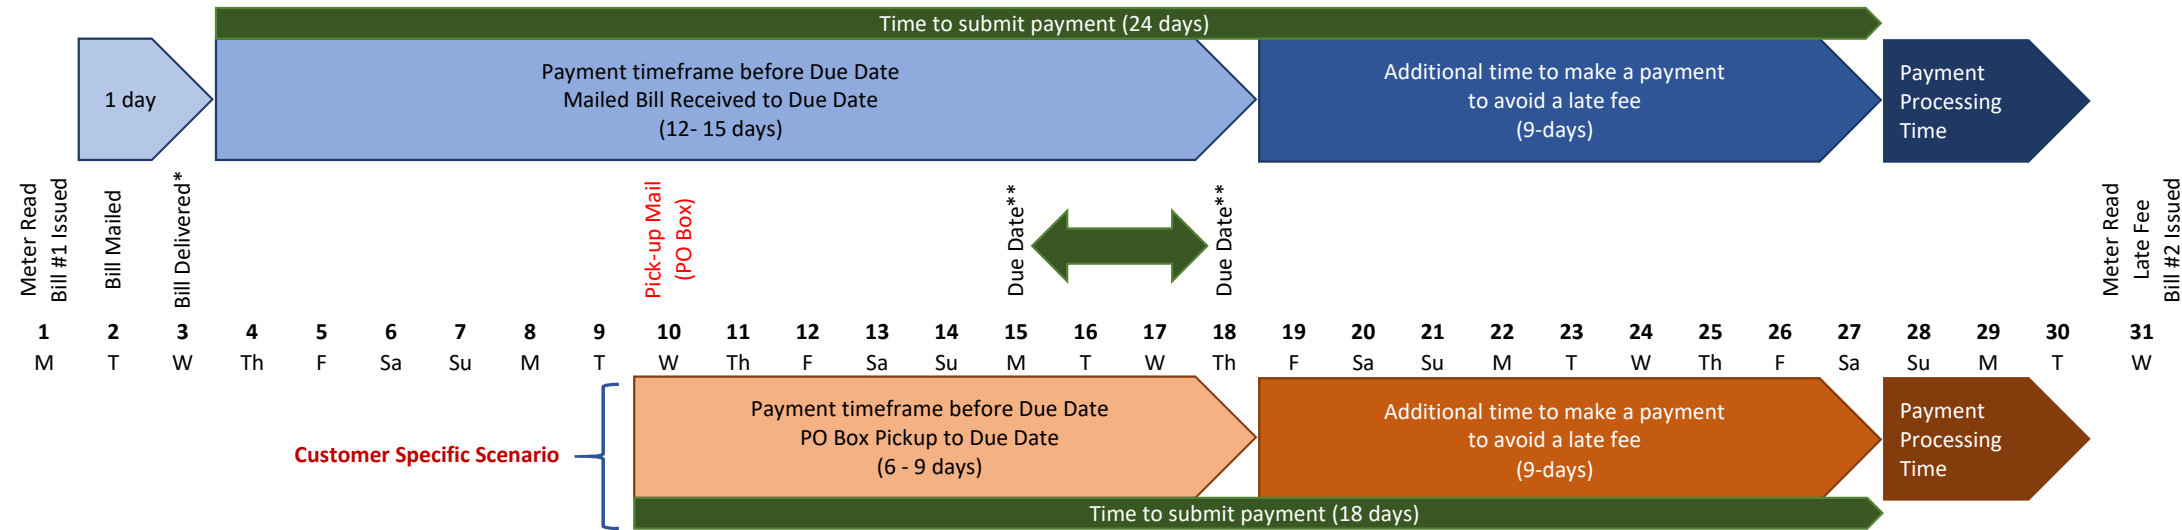 Time to submit payment (24 days)
1 day
Payment timeframe before Due Date
Mailed Bill Received to Due Date
(12- 15 days)
Additional time to make a payment
to avoid a late fee
(9-days)
Payment
Processing
Time
Meter Read
Bill #1 Issued
Bill Mailed
Bill Delivered*
Pick-up Mail
(PO Box)
Due Date**
Due Date**
Meter Read
Late Fee
Bill #2 Issued
1 2 3 4 5 6 7 8 9 10 11 12 13 14 15 16 17 18 19 20 21 22 23 24 25 26 27 28 29 30 31
M T W Th F Sa Su M T W Th F Sa Su M T W Th F Sa Su M T W Th F Sa Su M T W
Customer Specific Scenario
Payment timeframe before Due Date
PO Box Pickup to Due Date
(6 - 9 days)
Additional time to make a payment
to avoid a late fee
(9-days)
Payment
Processing
Time
Time to submit payment (18 days)